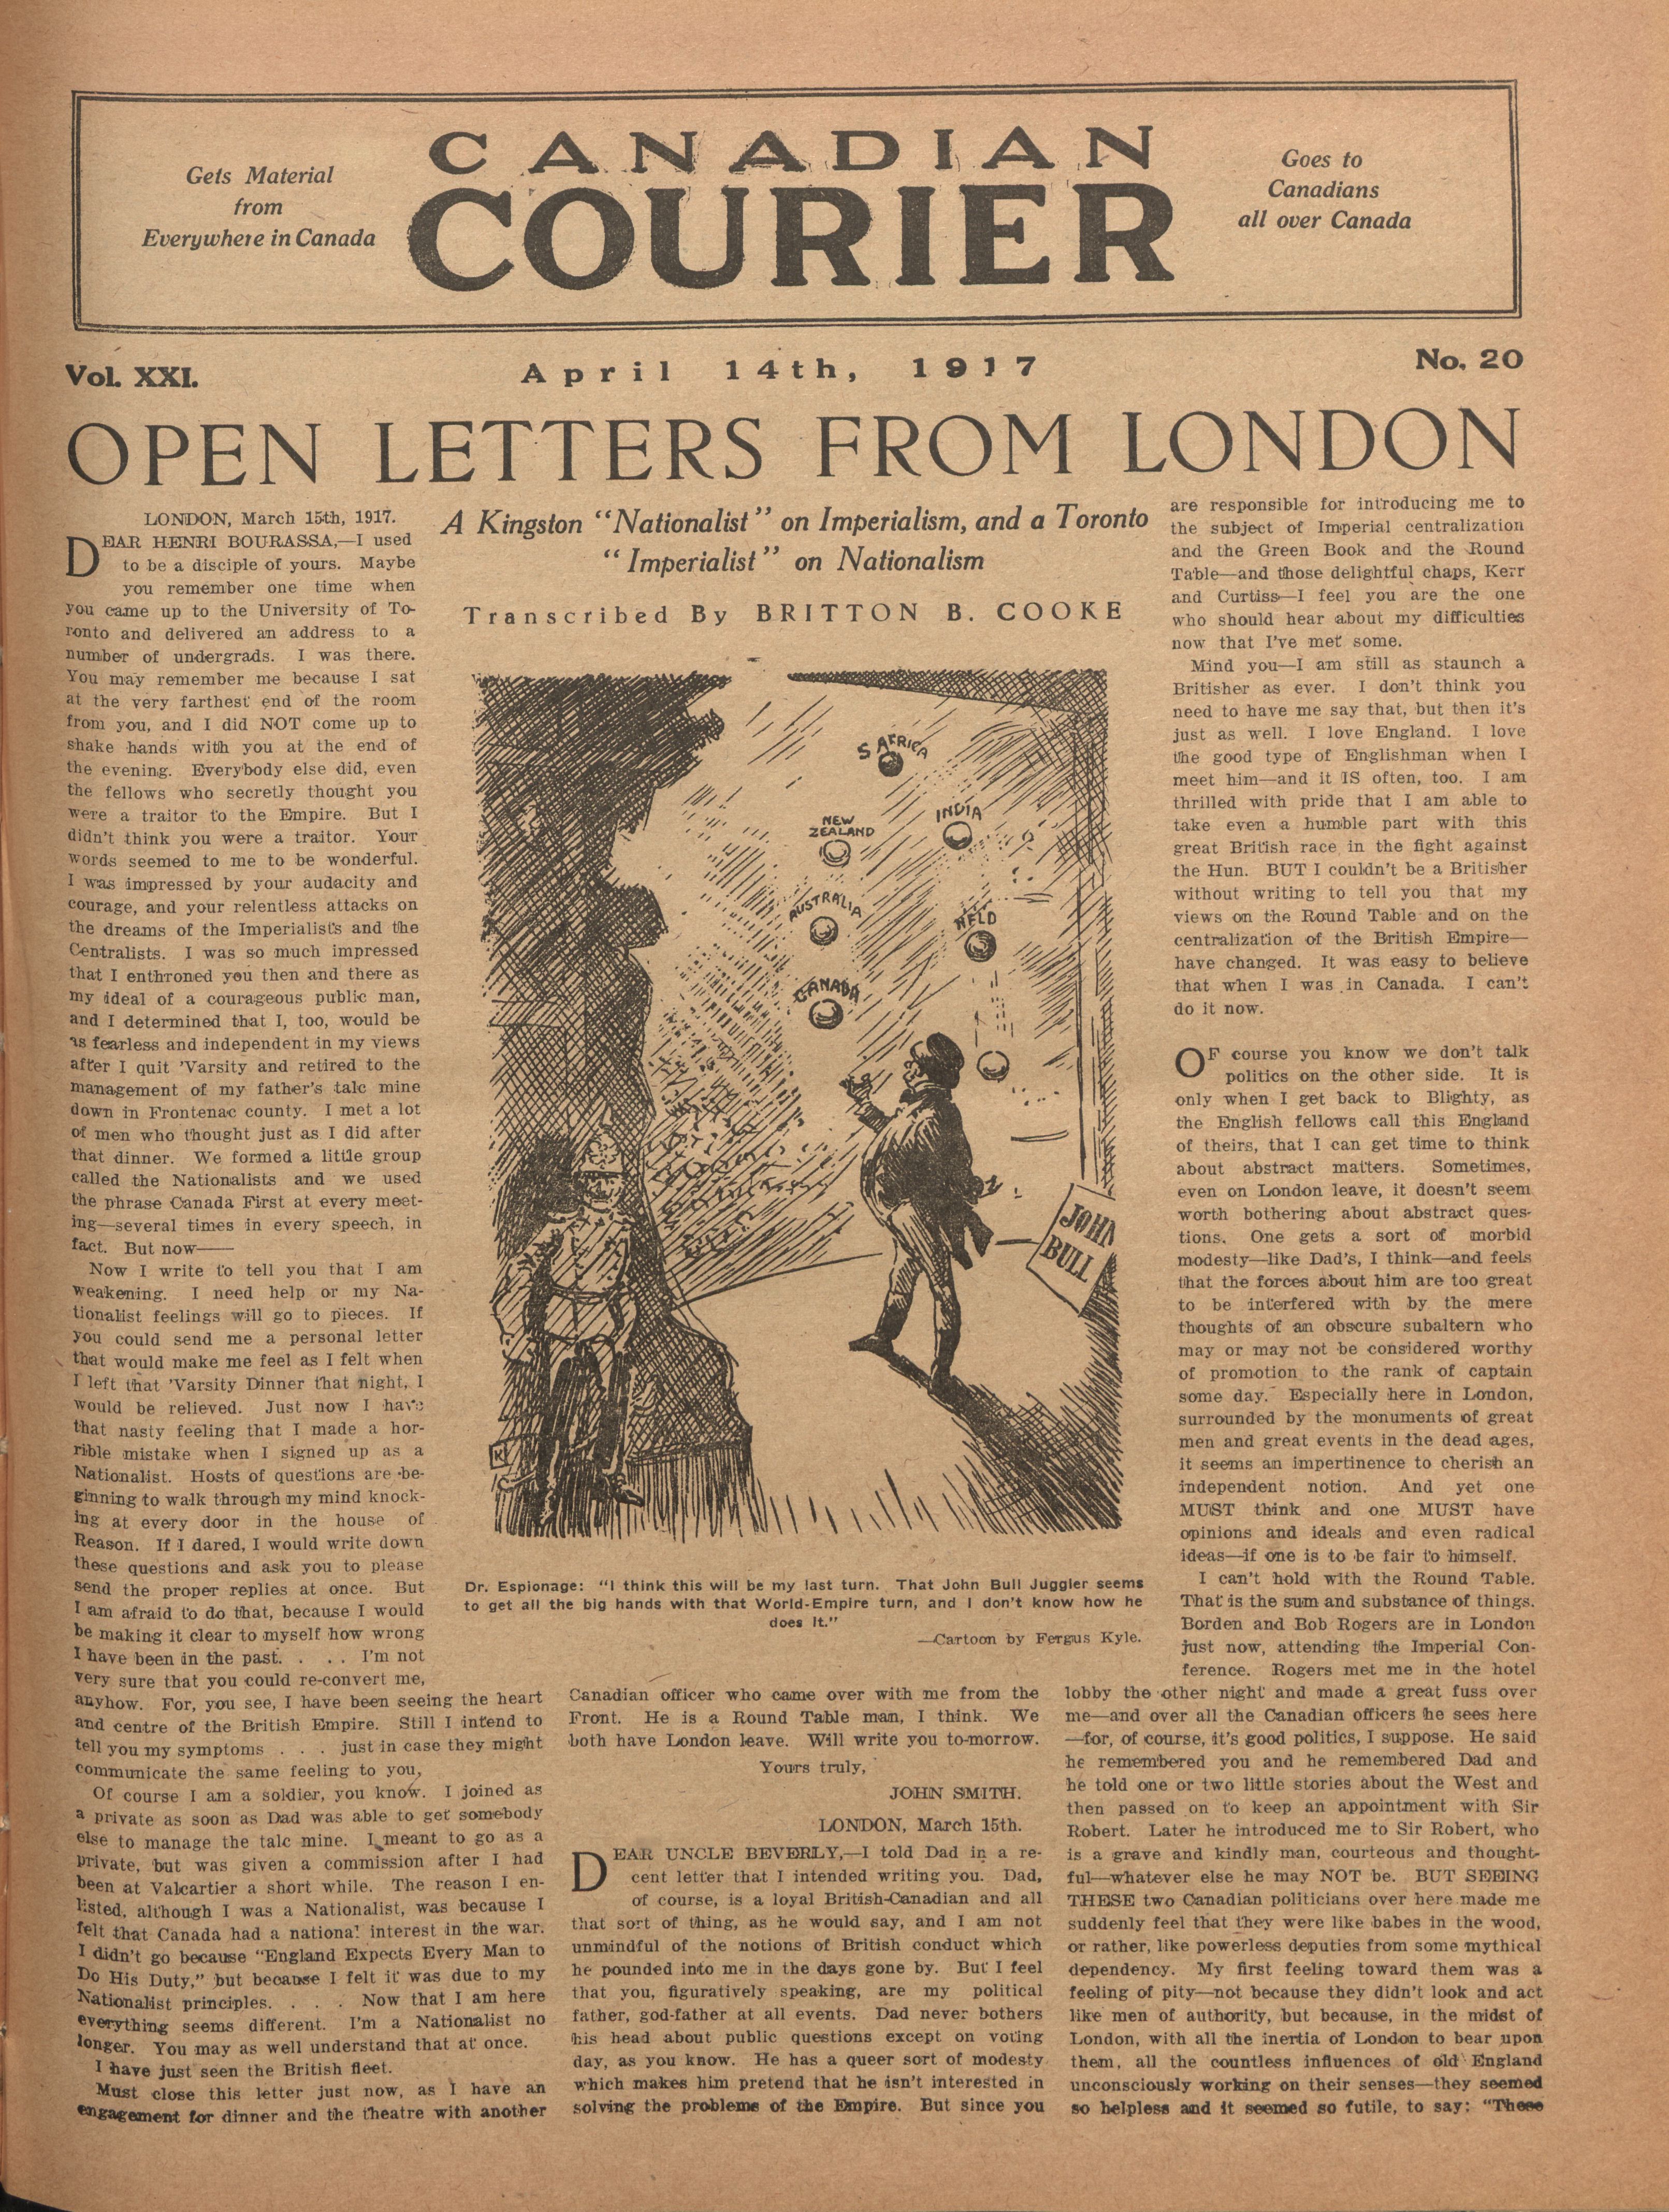 Gets Material
from
Everywhere in Canada
CANADIAN
COURIER
Goes to
Canadians
all over Canada
Vol. XXI.
April 14th, 1917
No. 20
OPEN LETTERS FROM LONDON
A Kingston "Nationalist" on Imperialism, and a Toronto
"Imperialist" on Nationalism
Transcribed By BRITTON B. COOKE
LONDON, March 15th, 1917.
DEAR HENRI BOURASSA,—I used
to be a disciple of yours. Maybe
you remember one time when
you came up to the University of To-
ronto and delivered an address to a
number of undergrads. I was there.
You may remember me because I sat
at the very farthest end of the room
from you, and I did NOT come up to
shake hands with you at the end of
the evening. Everybody else did, even
the fellows who secretly thought you
were a traitor to the Empire. But I
didn't think you were a traitor. Your
words seemed to me to be wonderful.
I was impressed by your audacity and
courage, and your relentless attacks on
the dreams of the Imperialists and the
Centralists. I was so much impressed
that I enthroned you then and there as
my ideal of a courageous public man,
and I determined that I, too, would be
as fearless and independent in my views
after I quit 'Varsity and retired to the
management of my father's talc mine
down in Frontenac county. I met a lot
of men who thought just as I did after
that dinner. We formed a little group
called the Nationalists and we used
the phrase Canada First at every meet-
ing—several times in every speech, in
fact. But now——
Now I write to tell you that I am
weakening. I need help or my Na-
tionalist feelings will go to pieces. If
you could send me a personal letter
that would make me feel as I felt when
I left that 'Varsity Dinner that night, I
would be relieved. Just now I have
that nasty feeling that I made a hor-
rible mistake when I signed up as a
Nationalist. Hosts of questions are be-
ginning to walk through my mind knock-
ing at every door in the house of
Reason. If I dared, I would write down
these questions and ask you to please
send the proper replies at once. But
I am afraid to do that, because I would
be making it clear to myself how wrong
I have been in the past. . . . I'm not
very sure that you could re-convert me,
anyhow. For, you see, I have been seeing the heart
and centre of the British Empire. Still I intend to
tell you my symptoms . . . just in case they might
communicate the same feeling to you,
Of course I am a soldier, you know. I joined as
a private as soon as Dad was able to get somebody
else to manage the talc mine. I meant to go as a
private, but was given a commission after I had
been at Valcartier a short while. The reason I en-
listed, although I was a Nationalist, was because I
felt that Canada had a national interest in the war.
I didn't go because "England Expects Every Man to
Do His Duty," but because I felt it was due to my
Nationalist principles. . . . Now that I am here
everything seems different. I'm a Nationalist no
longer. You may as well understand that at once.
I have just seen the British fleet.
Must close this letter just now, as I have an
engagement for dinner and the theatre with another
S AFRICA
NEW
ZEALAND
INDIA
AUSTRALIA
NFLD
CANADA
JOHN
BULL
K
Dr. Espionage: "I think this will be my last turn. That John Bull Juggler seems
to get all the big hands with that World-Empire turn, and I don't know how he
does it."
—Cartoon by Fergus Kyle.
Canadian officer who came over with me from the
Front. He is a Round Table man, I think. We
both have London leave. Will write you to-morrow.
Yours truly,
JOHN SMITH.
LONDON, March 15th.
DEAR UNCLE BEVERLY,—I told Dad in a re-
cent letter that I intended writing you. Dad,
of course, is a loyal British-Canadian and all
that sort of thing, as he would say, and I am not
unmindful of the notions of British conduct which
he pounded into me in the days gone by. But I feel
that you, figuratively speaking, are my political
father, god-father at all events. Dad never bothers
his head about public questions except on voting
day, as you know. He has a queer sort of modesty
which makes him pretend that he isn't interested in
solving the problems of the Empire. But since you
are responsible for introducing me to
the subject of Imperial centralization
and the Green Book and the Round
Table—and those delightful chaps, Kerr
and Curtiss—I feel you are the one
who should hear about my difficulties
now that I've met some.
Mind you—I am still as staunch a
Britisher as ever. I don't think you
need to have me say that, but then it's
just as well. I love England. I love
the good type of Englishman when I
meet him—and it IS often, too. I am
thrilled with pride that I am able to
take even a humble part with this
great British race in the fight against
the Hun. BUT I couldn't be a Britisher
without writing to tell you that my
views on the Round Table and on the
centralization of the British Empire—
have changed. It was easy to believe
that when I was in Canada. I can't
do it now.
OF course you know we don't talk
politics on the other side. It is
only when I get back to Blighty, as
the English fellows call this England
of theirs, that I can get time to think
about abstract matters. Sometimes,
even on London leave, it doesn't seem
worth bothering about abstract ques-
tions. One gets a sort of morbid
modesty—like Dad's, I think—and feels
that the forces about him are too great
to be interfered with by the mere
thoughts of an obscure subaltern who
may or may not be considered worthy
of promotion to the rank of captain
some day. Especially here in London,
surrounded by the monuments of great
men and great events in the dead ages,
it seems an impertinence to cherish an
independent notion. And yet one
MUST think and one MUST have
opinions and ideals and even radical
ideas—if one is to be fair to himself.
I can't hold with the Round Table.
That is the sum and substance of things.
Borden and Bob Rogers are in London
just now, attending the Imperial Con-
ference. Rogers met me in the hotel
lobby the other night and made a great fuss over
me—and over all the Canadian officers he sees here
—for, of course, it's good politics, I suppose. He said
he remembered you and he remembered Dad and
he told one or two little stories about the West and
then passed on to keep an appointment with Sir
Robert. Later he introduced me to Sir Robert, who
is a grave and kindly man, courteous and thought-
ful—whatever else he may NOT be. BUT SEEING
THESE two Canadian politicians over here made me
suddenly feel that they were like babes in the wood,
or rather, like powerless deputies from some mythical
dependency. My first feeling toward them was a
feeling of pity—not because they didn't look and act
like men of authority, but because, in the midst of
London, with all the inertia of London to bear upon
them, all the countless influences of old England
unconsciously working on their senses—they seemed
so helpless and it seemed so futile, to say: "These